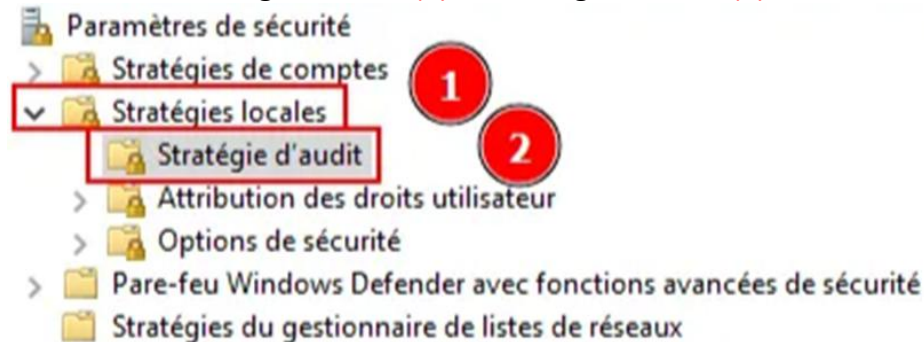 Paramètres de sécurité
Stratégies de comptes
1
Stratégies locales
2
Stratégie d'audit
Attribution des droits utilisateur
Options de sécurité
Pare-feu Windows Defender avec fonctions avancées de sécurité
Stratégies du gestionnaire de listes de réseaux